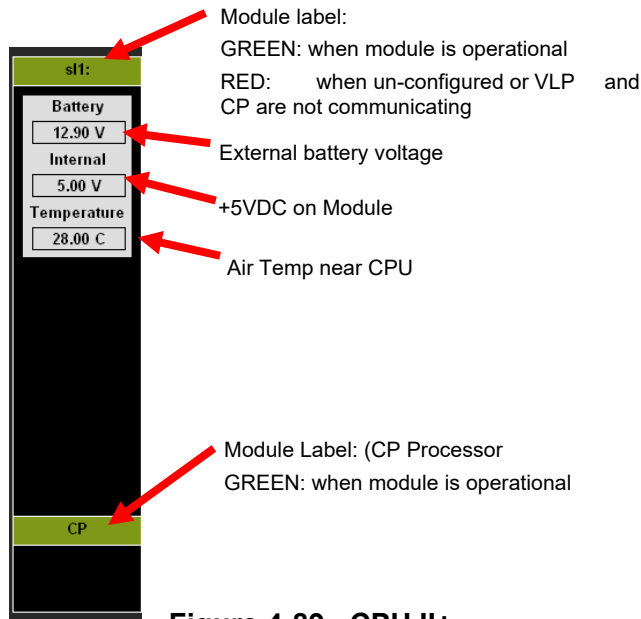 Module label:
GREEN: when module is operational
RED: when un-configured or VLP and
CP are not communicating
sl1:
Battery
12.90 V
External battery voltage
Internal
5.00 V
+5VDC on Module
Temperature
28.00 C
Air Temp near CPU
Module Label: (CP Processor
GREEN: when module is operational
CP